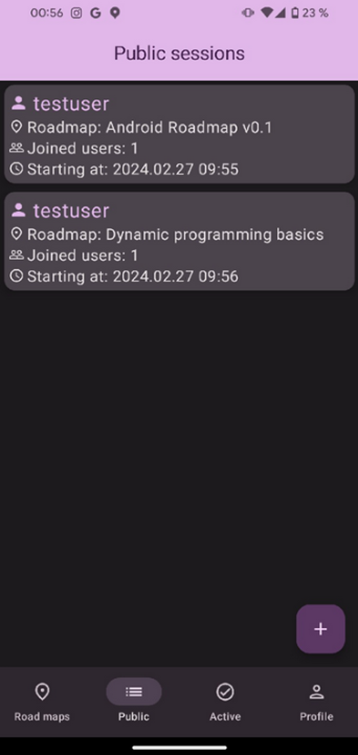 00:56 23 %
Public sessions
testuser
Roadmap: Android Roadmap v0.1
Joined users: 1
Starting at: 2024.02.27 09:55
testuser
Roadmap: Dynamic programming basics
Joined users: 1
Starting at: 2024.02.27 09:56
+
Road maps Public Active Profile